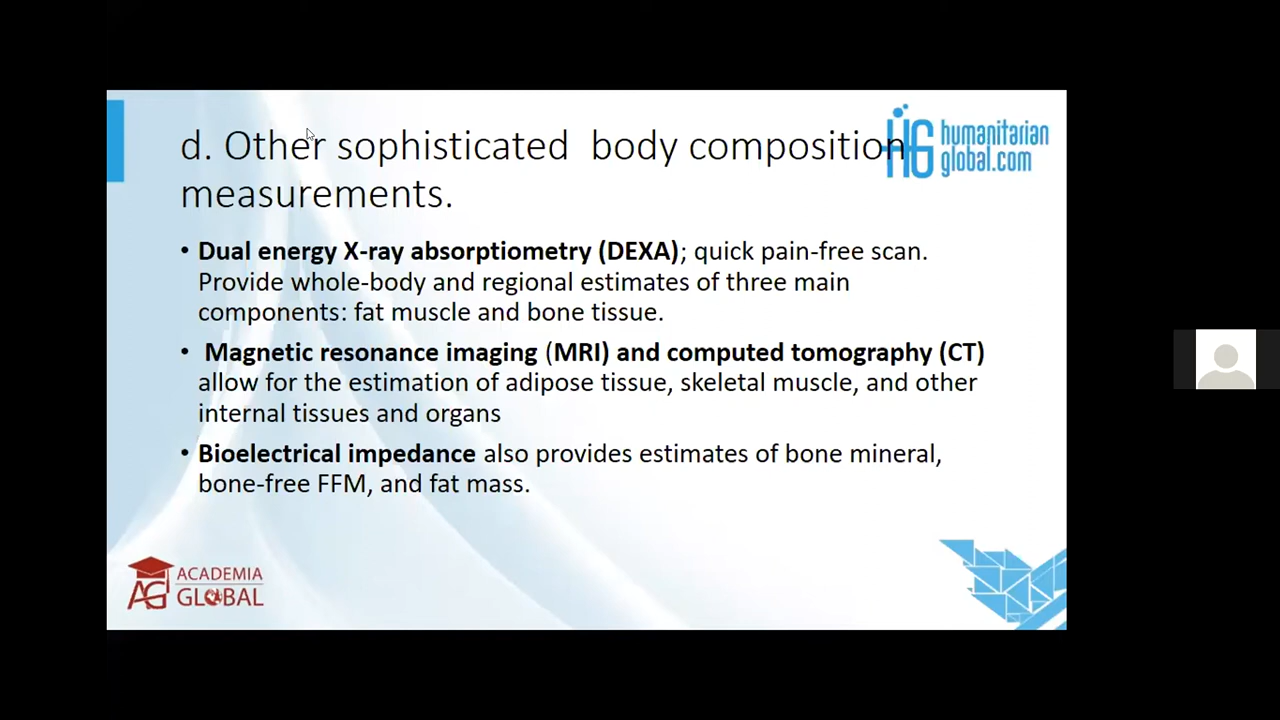 d. Other sophisticated  body composition
measurements.
humanitarian
global.com
• Dual energy X-ray absorptiometry (DEXA); quick pain-free scan.
Provide whole-body and regional estimates of three main
components: fat muscle and bone tissue.
• Magnetic resonance imaging (MRI) and computed tomography (CT)
allow for the estimation of adipose tissue, skeletal muscle, and other
internal tissues and organs
• Bioelectrical impedance also provides estimates of bone mineral,
bone-free FFM, and fat mass.
AG ACADEMIA
GLOBAL